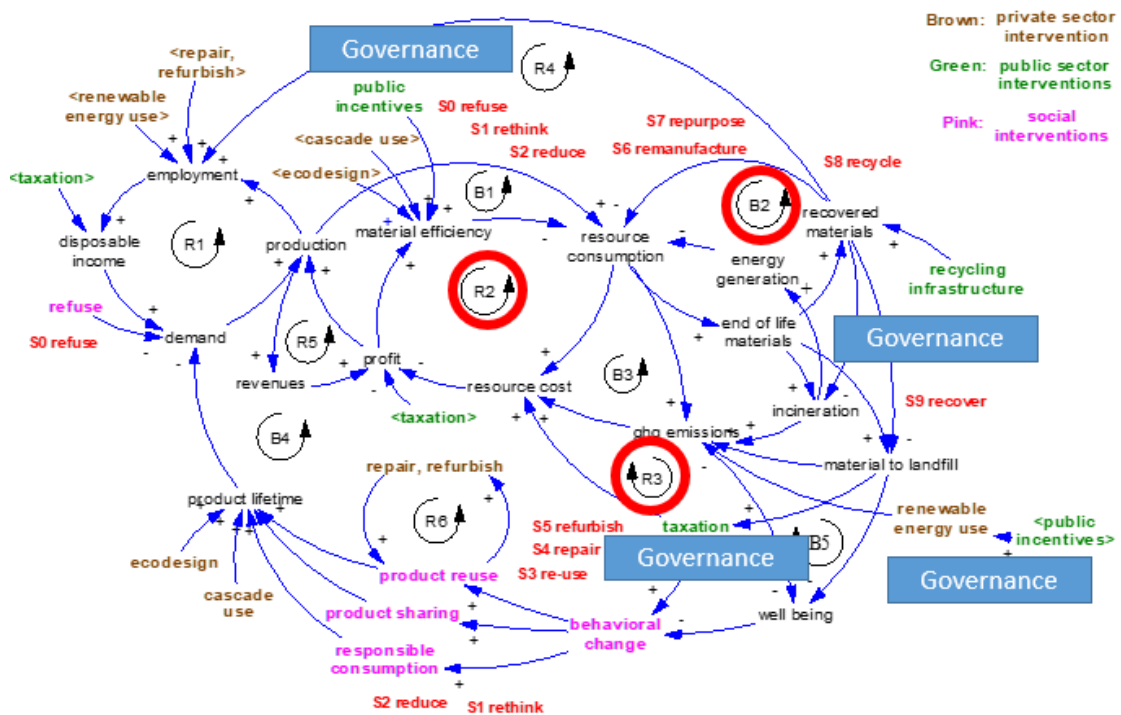 Governance
R4
Brown: private sector
intervention
Green: public sector
interventions
Pink: social
interventions
<repair,
refurbish>
<renewable
energy use>
public
incentives
<cascade use>
<ecodesign>
S0 refuse
S1 rethink
S2 reduce
S7 repurpose
S6 remanufacture
S8 recycle
<taxation>
employment
B1
B2
R1
disposable
income
production
material efficiency
resource
consumption
recovered
materials
energy
generation
recycling
infrastructure
R2
refuse
S0 refuse
demand
R5
revenues
profit
<taxation>
resource cost
B3
end of life
materials
Governance
incineration
S9 recover
B4
ghg emissions
material to landfill
repair, refurbish
R3
product lifetime
R6
S5 refurbish
S4 repair
S3 re-use
taxation
Governance
B5
renewable
energy use
<public
incentives>
Governance
ecodesign
cascade
use
product reuse
product sharing
responsible
consumption
behavioral
change
well being
S2 reduce
S1 rethink